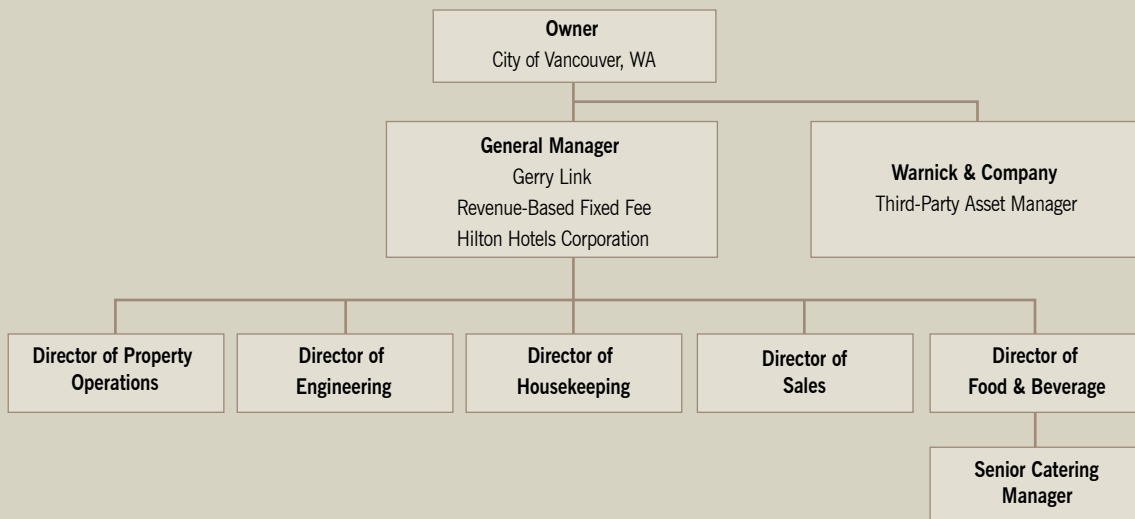 Owner
City of Vancouver, WA
General Manager
Gerry Link
Revenue-Based Fixed Fee
Hilton Hotels Corporation
Warnick & Company
Third-Party Asset Manager
Director of Property
Operations
Director of
Engineering
Director of
Housekeeping
Director of
Sales
Director of
Food & Beverage
Senior Catering
Manager